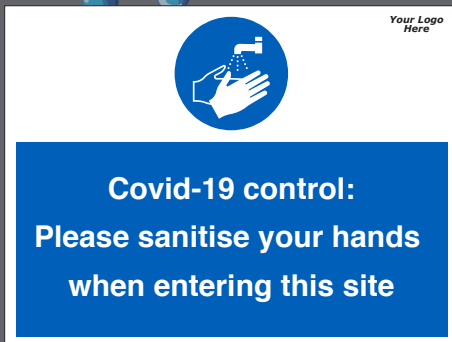 Your Logo
Here
Covid-19 control:
Please sanitise your hands
when entering this site